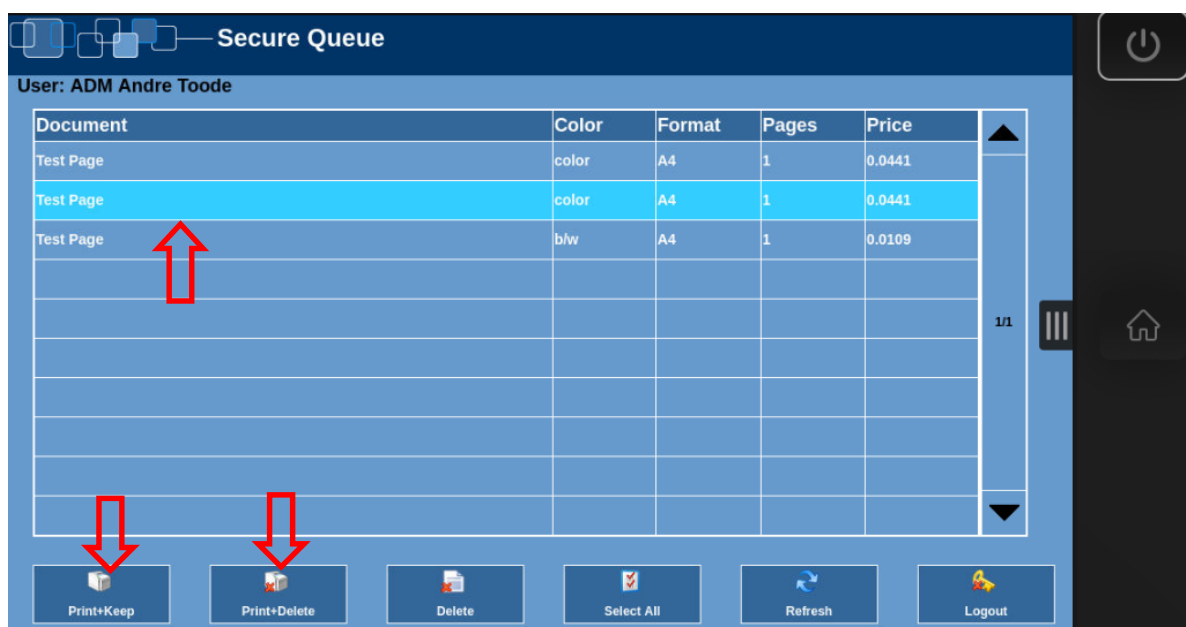 Secure Queue
User: ADM Andre Toode
Document Color Format Pages Price
Test Page color A4 1 0.0441
Test Page color A4 1 0.0441
Test Page b/w A4 1 0.0109
1/1
Print+Keep Print+Delete Delete Select All Refresh Logout